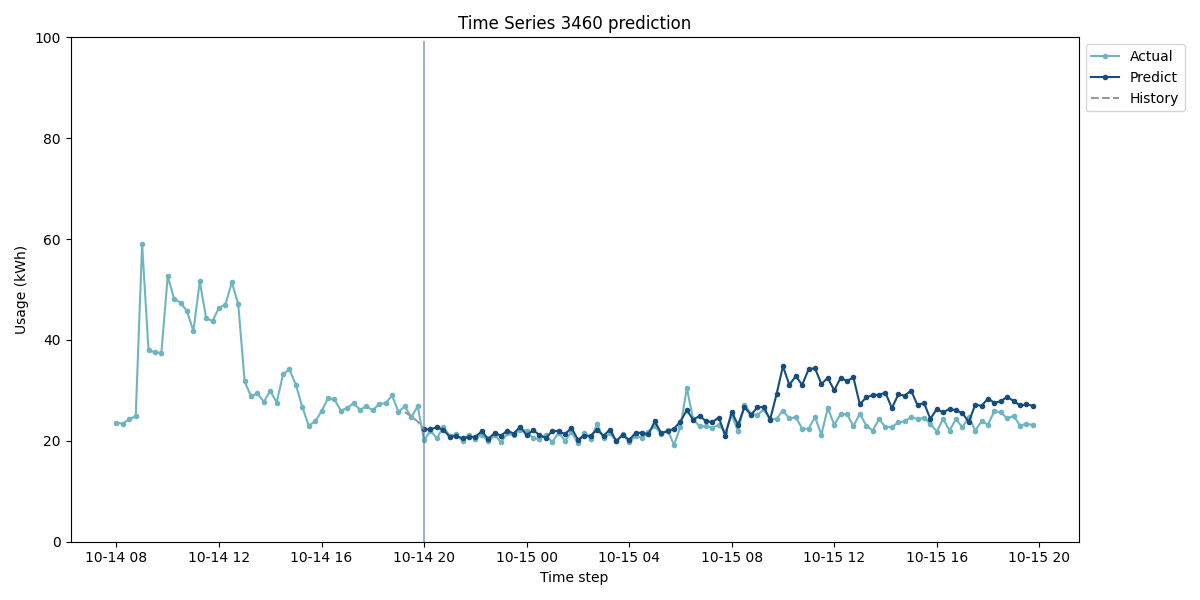 Time Series 3460 prediction
100
80
60
40
20
0
Usage (kWh)
10-14 08
10-14 12
10-14 16
10-14 20
10-15 00
10-15 04
10-15 08
10-15 12
10-15 16
10-15 20
Time step
Actual
Predict
History